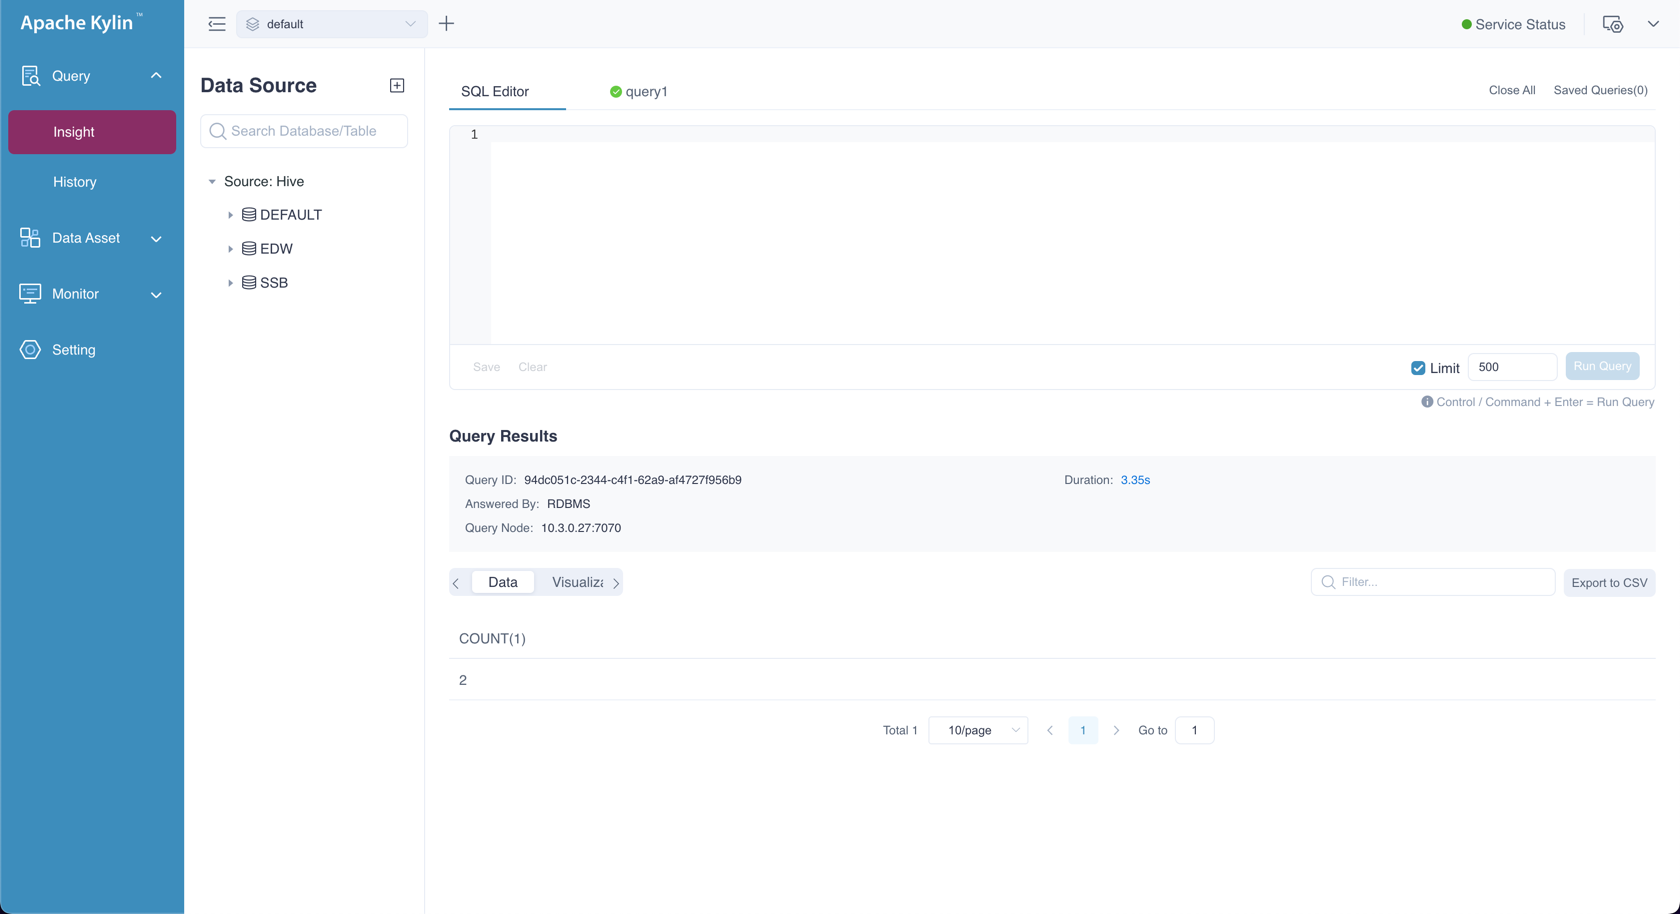 Apache Kylin™
default
Service Status
Query
Insight
History
Data Asset
Monitor
Setting
Data Source
Search Database/Table
Source: Hive
DEFAULT
EDW
SSB
SQL Editor
query1
Close All
Saved Queries(0)
1
Save
Clear
Limit
500
Run Query
Control / Command + Enter = Run Query
Query Results
Query ID: 94dc051c-2344-c4f1-62a9-af4727f956b9
Duration: 3.35s
Answered By: RDBMS
Query Node: 10.3.0.27:7070
Data
Visualiza
Filter...
Export to CSV
COUNT(1)
2
Total 1
10/page
1
Go to
1